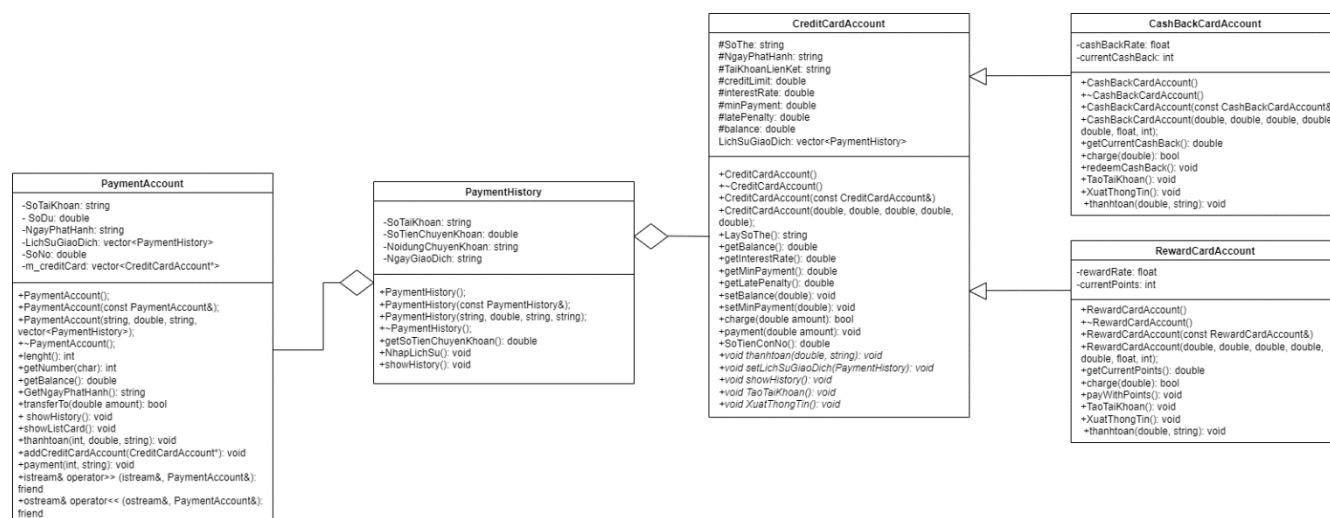 PaymentAccount
-SoTaiKhoan: string
- SoDu: double
-NgayPhatHanh: string
-LichSuGiaoDich: vector<PaymentHistory>
-SoNo: double
-m_creditCard: vector<CreditCardAccount*>
+PaymentAccount();
+PaymentAccount(const PaymentAccount&);
+PaymentAccount(string, double, string,
vector<PaymentHistory>);
+~PaymentAccount();
+lenght(): int
+getNumber(char): int
+getBalance(): double
+GetNgayPhatHanh(): string
+transferTo(double amount): bool
+ showHistory(): void
+showListCard(): void
+thanhtoan(int, double, string): void
+addCreditCardAccount(CreditCardAccount*): void
+payment(int, string): void
+istream& operator>> (istream&, PaymentAccount&):
friend
+ostream& operator<< (ostream&, PaymentAccount&):
friend
PaymentHistory
-SoTaiKhoan: string
-SoTienChuyenKhoan: double
-NoidungChuyenKhoan: string
-NgayGiaoDich: string
+PaymentHistory();
+PaymentHistory(const PaymentHistory&);
+PaymentHistory(string, double, string, string);
+~PaymentHistory();
+getSoTienChuyenKhoan(): double
+NhapLichSu(): void
+showHistory(): void
CreditCardAccount
#SoThe: string
#NgayPhatHanh: string
#TaiKhoanLienKet: string
#creditLimit: double
#interestRate: double
#minPayment: double
#latePenalty: double
#balance: double
LichSuGiaoDich: vector<PaymentHistory>
+CreditCardAccount()
+~CreditCardAccount()
+CreditCardAccount(const CreditCardAccount&)
+CreditCardAccount(double, double, double, double,
double);
+LaySoThe(): string
+getBalance(): double
+getInterestRate(): double
+getMinPayment(): double
+getLatePenalty(): double
+setBalance(double): void
+setMinPayment(double): void
+charge(double amount): bool
+payment(double amount): void
+SoTienConNo(): double
+void thanhtoan(double, string): void
+void setLichSuGiaoDich(PaymentHistory): void
+void showHistory(): void
+void TaoTaiKhoan(): void
+void XuatThongTin(): void
CashBackCardAccount
-cashBackRate: float
-currentCashBack: int
+CashBackCardAccount()
+~CashBackCardAccount()
+CashBackCardAccount(const CashBackCardAccount&
+CashBackCardAccount(double, double, double, double
double, float, int);
+getCurrentCashBack(): double
+charge(double): bool
+redeemCashBack(): void
+TaoTaiKhoan(): void
+XuatThongTin(): void
+thanhtoan(double, string): void
RewardCardAccount
-rewardRate: float
-currentPoints: int
+RewardCardAccount()
+~RewardCardAccount()
+RewardCardAccount(const RewardCardAccount&)
+RewardCardAccount(double, double, double, double,
double, float, int);
+getCurrentPoints(): double
+charge(double): bool
+payWithPoints(): void
+TaoTaiKhoan(): void
+XuatThongTin(): void
+thanhtoan(double, string): void